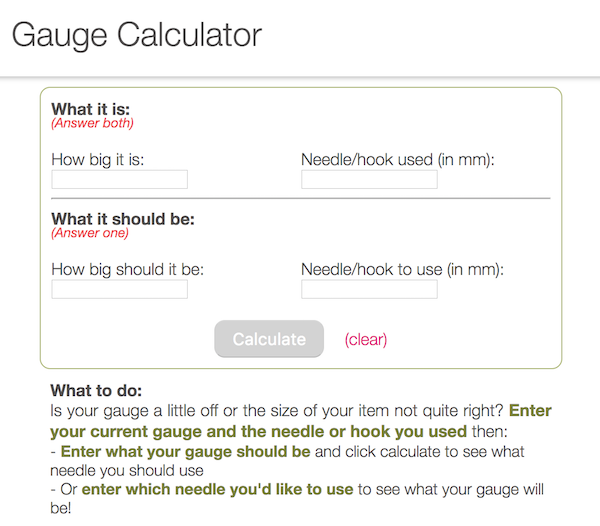 Gauge Calculator
What it is:
(Answer both)
How big it is: Needle/hook used (in mm):
What it should be:
(Answer one)
How big should it be: Needle/hook to use (in mm):
Calculate (clear)
What to do:
Is your gauge a little off or the size of your item not quite right? Enter
your current gauge and the needle or hook you used then:
- Enter what your gauge should be and click calculate to see what
needle you should use
- Or enter which needle you'd like to use to see what your gauge will
be!